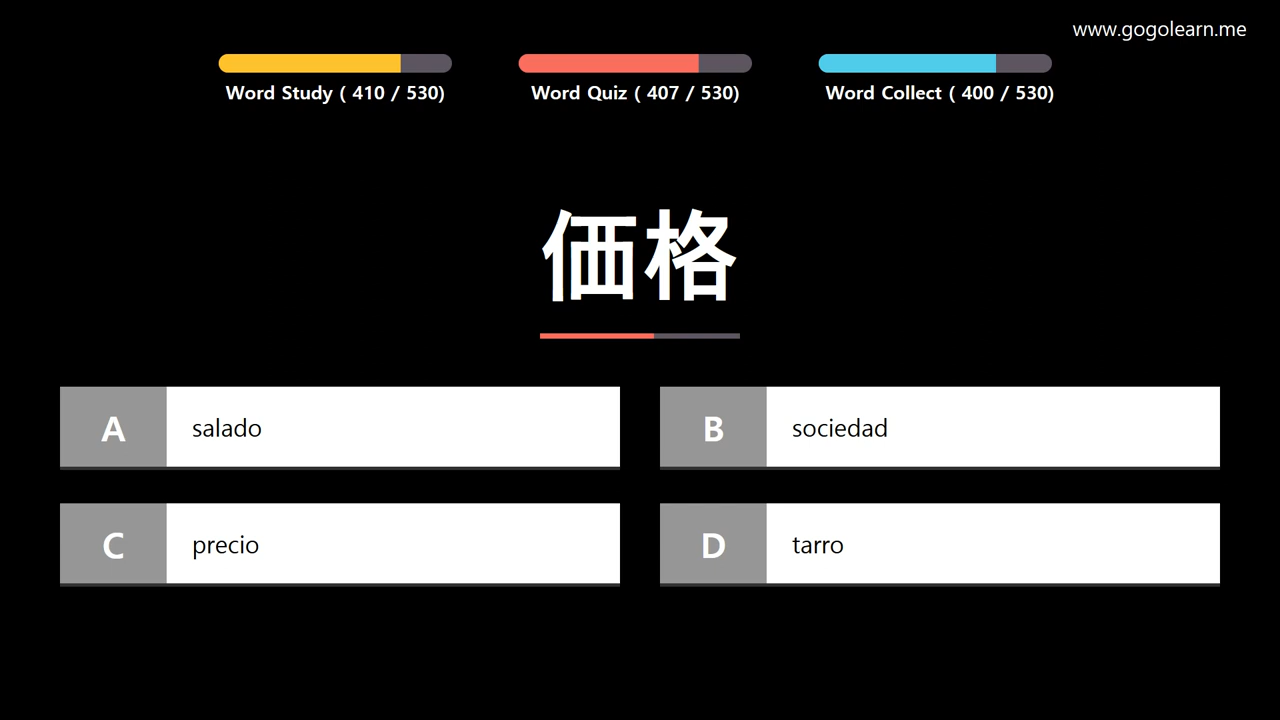 www.gogolearn.me
Word Study ( 410 / 530)
Word Quiz ( 407 / 530)
Word Collect ( 400 / 530)
価格
A salado
B sociedad
C precio
D tarro